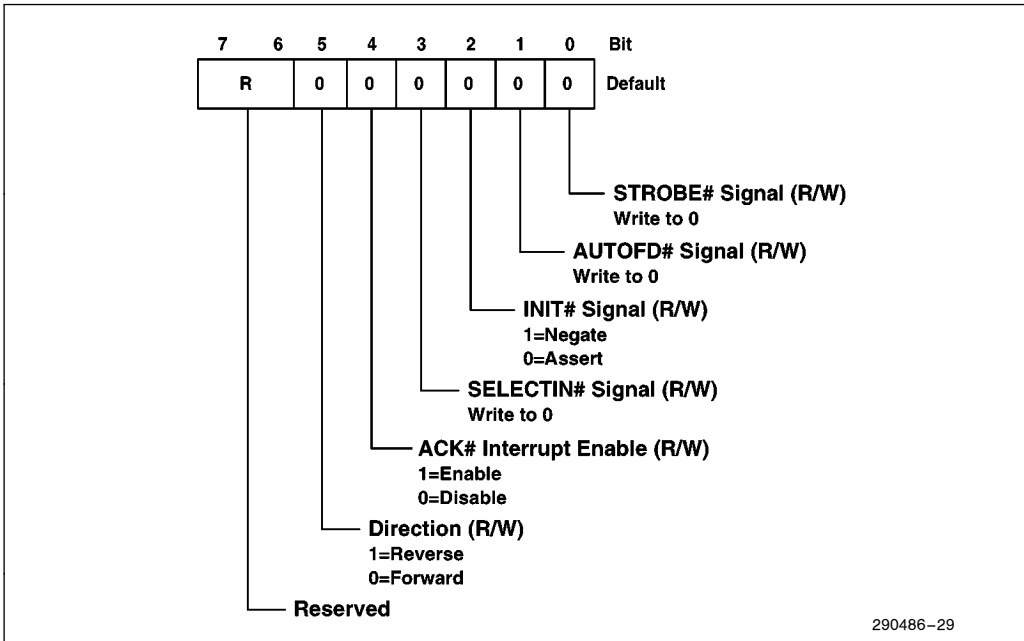 7 6 5 4 3 2 1 0 Bit
R 0 0 0 0 0 0 Default
STROBE# Signal (R/W)
Write to 0
AUTOFD# Signal (R/W)
Write to 0
INIT# Signal (R/W)
1=Negate
0=Assert
SELECTIN# Signal (R/W)
Write to 0
ACK# Interrupt Enable (R/W)
1=Enable
0=Disable
Direction (R/W)
1=Reverse
0=Forward
Reserved
290486–29